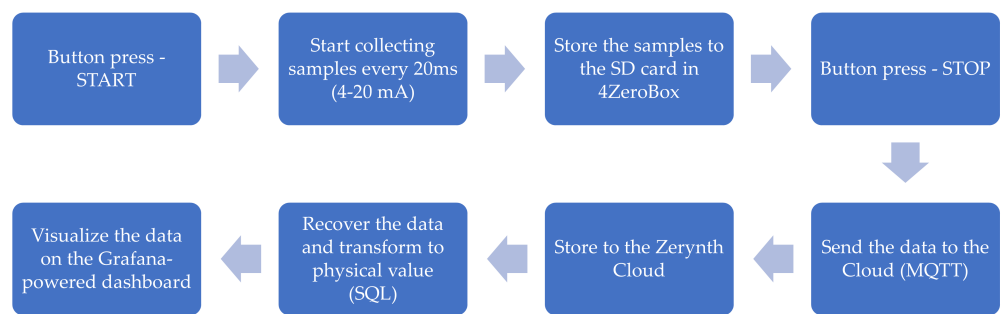 Button press -
START
Start collecting
samples every 20ms
(4-20 mA)
Store the samples to
the SD card in
4ZeroBox
Button press - STOP
Send the data to the
Cloud (MQTT)
Store to the Zerynth
Cloud
Recover the data
and transform to
physical value
(SQL)
Visualize the data
on the Grafana-
powered dashboard